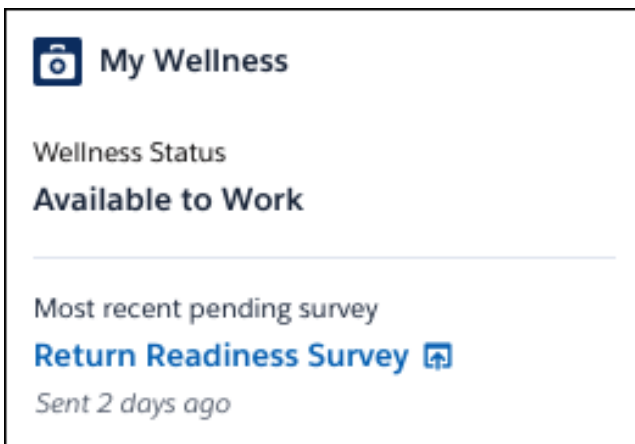 My Wellness
Wellness Status
Available to Work
Most recent pending survey
Return Readiness Survey
Sent 2 days ago